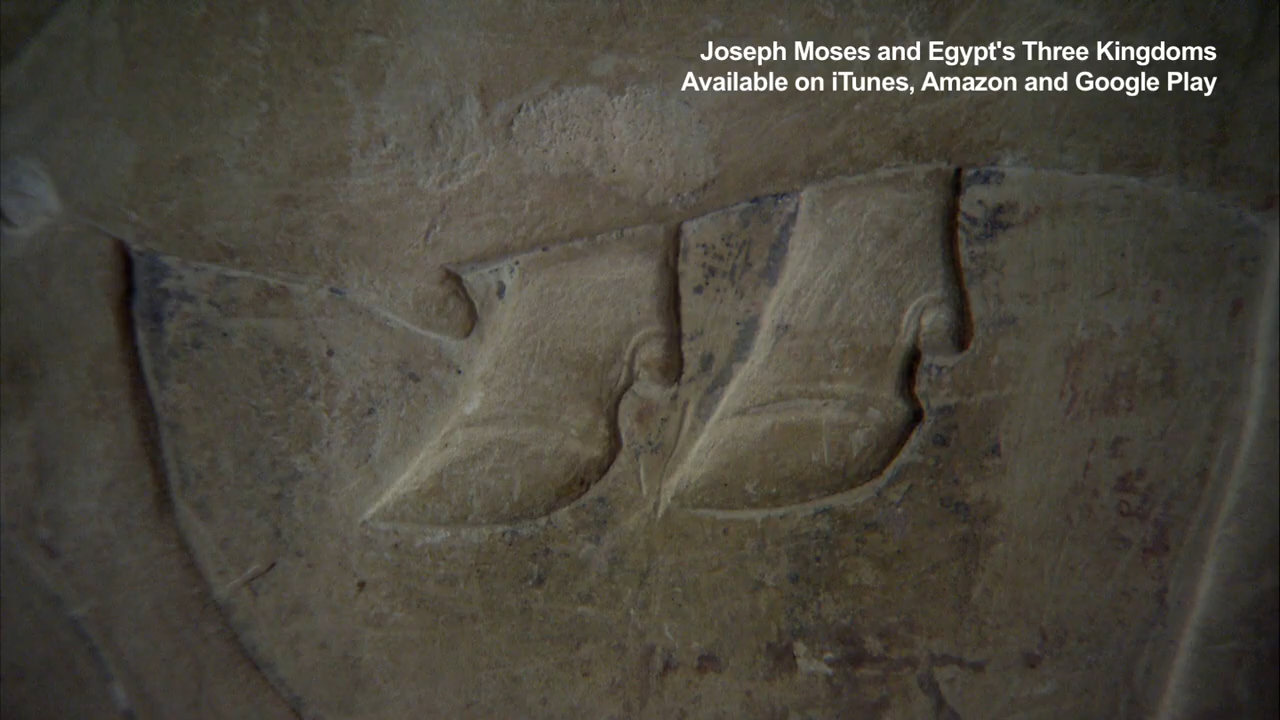 Joseph Moses and Egypt's Three Kingdoms
Available on iTunes, Amazon and Google Play